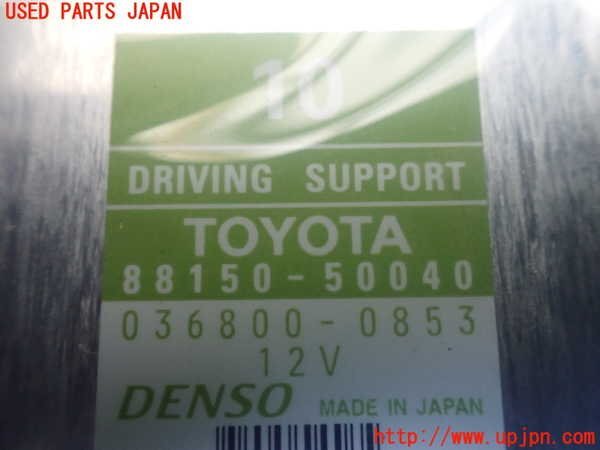 USED PARTS JAPAN
10
DRIVING SUPPORT
TOYOTA
88150-50040
036800-0853
12V
DENSO MADE IN JAPAN
http://www.upjpn.com